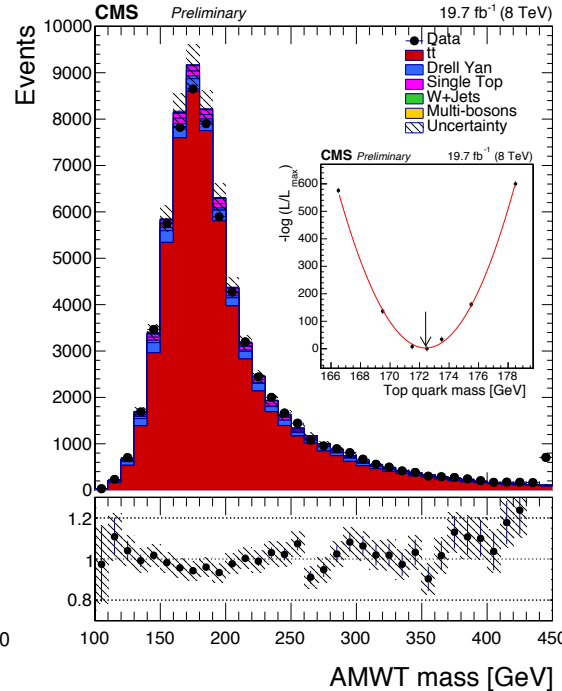 CMS Preliminary 19.7 fb⁻¹ (8 TeV)
Events
10000
9000
8000
7000
6000
5000
4000
3000
2000
1000
0
Data
tt
Drell Yan
Single Top
W+Jets
Multi-bosons
Uncertainty
CMS Preliminary 19.7 fb⁻¹ (8 TeV)
-log (L/L max)
600
500
400
300
200
100
0
166 168 170 172 174 176 178
Top quark mass [GeV]
1.2
1
0.8
0
100 150 200 250 300 350 400 450
AMWT mass [GeV]